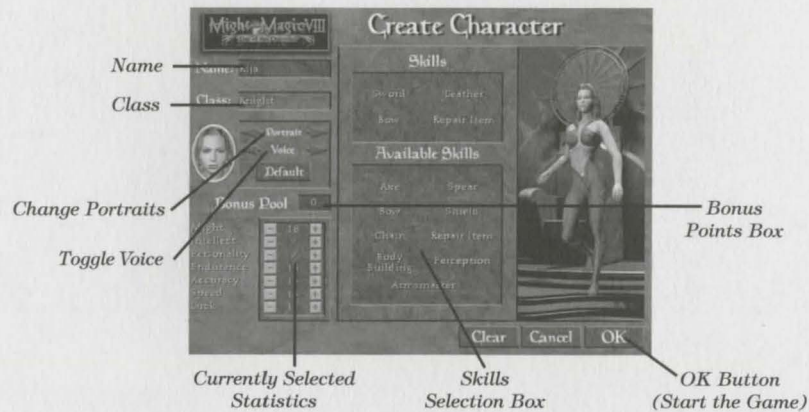 Might and Magic VIII
Create Character
Name
Name:
Class
Class: Knight
Skills
Sword Leather
Bow Repair Item
Portrait
Voice
Default
Available Skills
Axe Spear
Bow Shield
Chain Repair Item
Body Building Perception
Armsmaster
Change Portraits
Bonus Pool 0
Bonus
Points Box
Toggle Voice
Might
Intellect
Personality
Endurance
Accuracy
Speed
Luck
Clear Cancel OK
Currently Selected
Statistics
Skills
Selection Box
OK Button
(Start the Game)